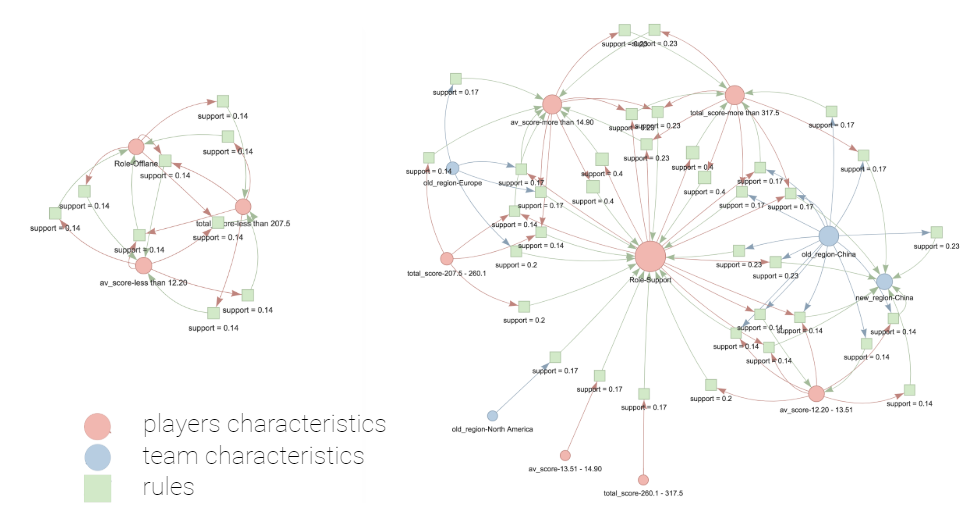 support = 0.23
support = 0.23
support = 0.17
support = 0.14
total_score-more than 317.5
av_score-more than 14.90
support = 0.23
support = 0.23
support = 0.17
support = 0.14
support = 0.23
Role-Offlane
support = 0.4
support = 0.17
support = 0.14
support = 0.14
support = 0.4
support = 0.17
old_region-Europe
support = 0.17
support = 0.4
support = 0.4
support = 0.14
support = 0.17
support = 0.17
support = 0.17
total_score-less than 207.5
support = 0.14
support = 0.14
support = 0.14
support = 0.14
support = 0.14
support = 0.23
old_region-China
support = 0.2
support = 0.23
total_score-207.5 - 260.1
support = 0.23
Role-Support
av_score-less than 12.20
new_region-China
support = 0.14
support = 0.2
support = 0.14
support = 0.14
support = 0.14
support = 0.14
support = 0.14
support = 0.14
support = 0.14
support = 0.17
support = 0.17
support = 0.2
support = 0.14
support = 0.17
av_score-12.20 - 13.51
old_region-North America
players characteristics
team characteristics
av_score-13.51 - 14.90
rules
total_score-260.1 - 317.5